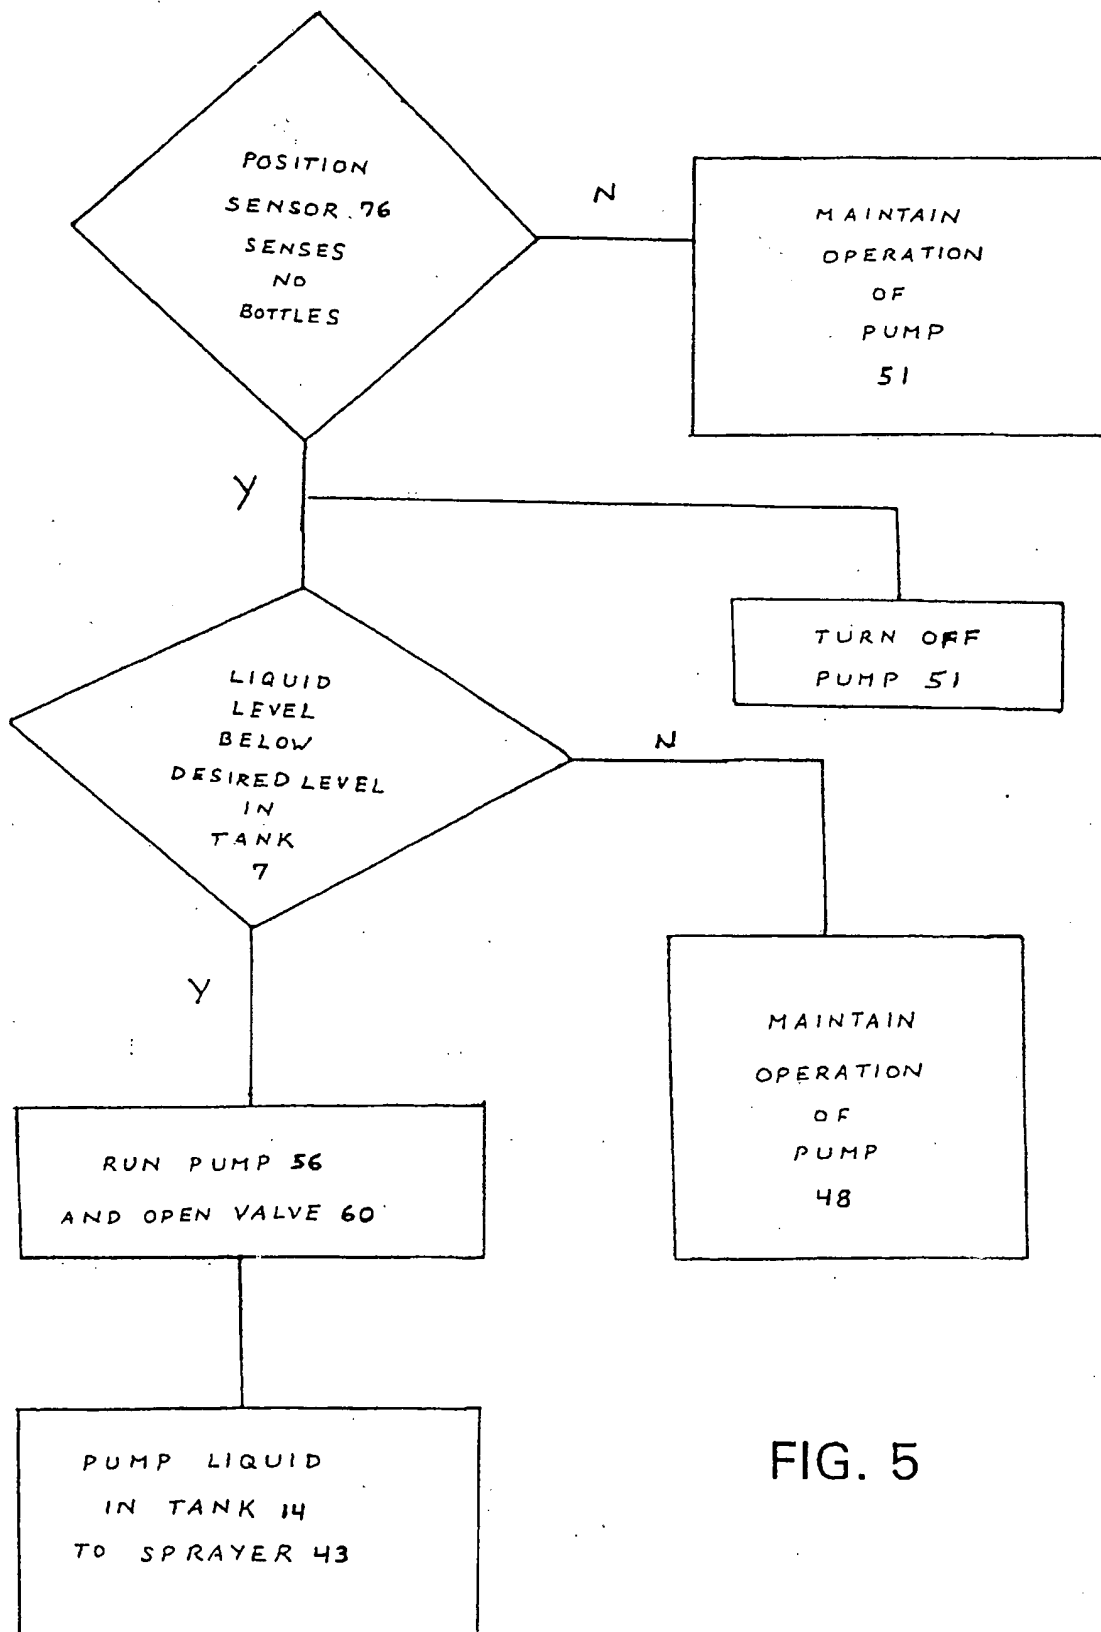 POSITION
SENSOR 76
SENSES
NO
BOTTLES
N
MAINTAIN
OPERATION
OF
PUMP
51
Y
TURN OFF
PUMP 51
LIQUID
LEVEL
BELOW
DESIRED LEVEL
IN
TANK
7
N
MAINTAIN
OPERATION
OF
PUMP
48
Y
RUN PUMP 56
AND OPEN VALVE 60
PUMP LIQUID
IN TANK 14
TO SPRAYER 43
FIG. 5